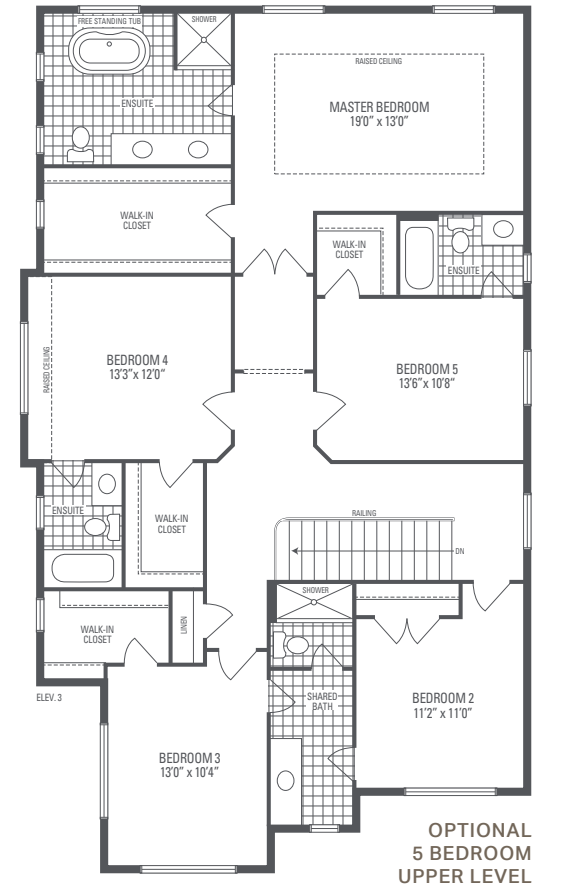 FREE STANDING TUB
SHOWER
RAISED CEILING
ENSUITE
MASTER BEDROOM
19'0" x 13'0"
WALK-IN
CLOSET
WALK-IN
CLOSET
ENSUITE
RAISED CEILING
BEDROOM 4
13'3" x 12'0"
BEDROOM 5
13'6" x 10'8"
ENSUITE
WALK-IN
CLOSET
RAILING
DN
WALK-IN
CLOSET
LINEN
SHOWER
ELEV. 3
SHARED
BATH
BEDROOM 2
11'2" x 11'0"
BEDROOM 3
13'0" x 10'4"
OPTIONAL
5 BEDROOM
UPPER LEVEL